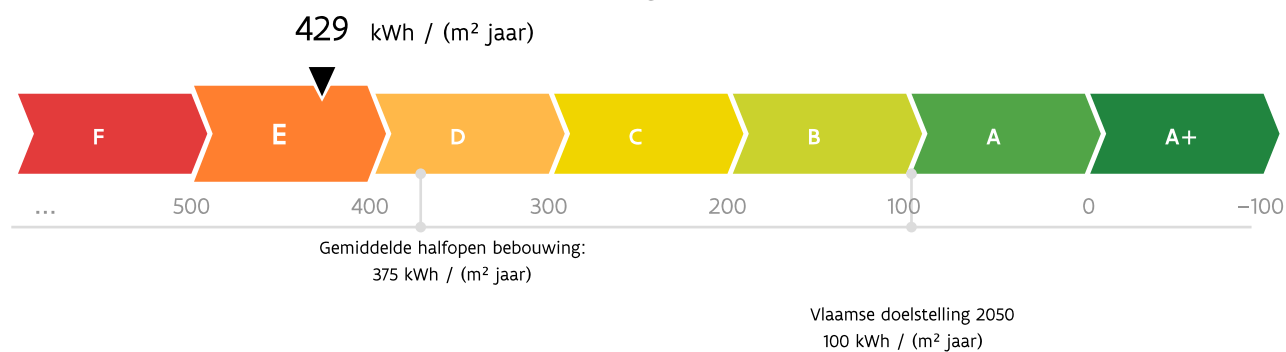 429 kWh / (m² jaar)
F E D C B A A+
... 500 400 300 200 100 0 −100
Gemiddelde halfopen bebouwing:
375 kWh / (m² jaar)
Vlaamse doelstelling 2050
100 kWh / (m² jaar)